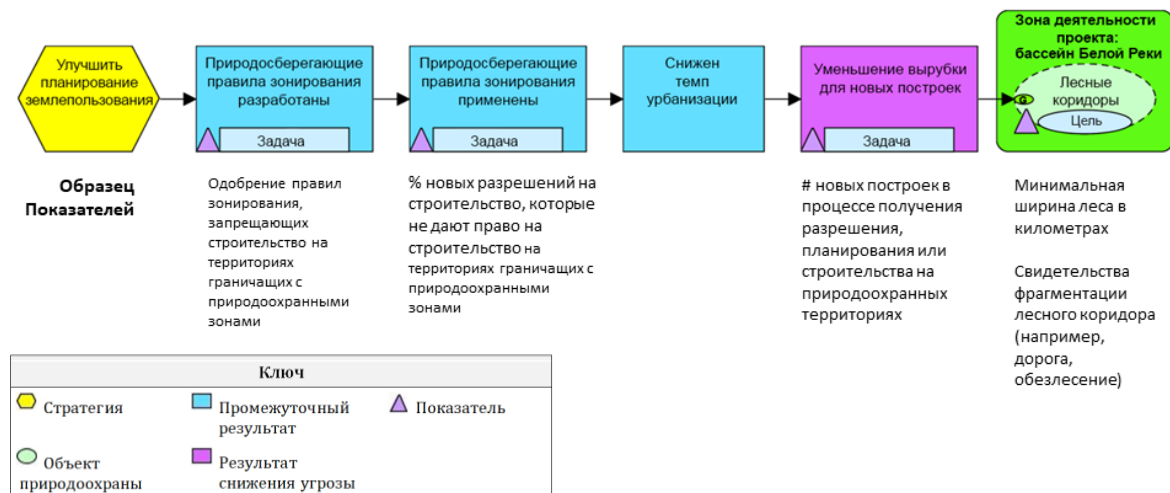 Улучшить
планирование
землепользования
Природосберегающие
правила зонирования
разработаны
Задача
Природосберегающие
правила зонирования
применены
Задача
Снижен
темп
урбанизации
Уменьшение вырубки
для новых построек
Задача
Зона деятельности
проекта:
бассейн Белой Реки
Лесные
коридоры
G
Цель
Образец
Показателей
Одобрение правил
зонирования,
запрещающих
строительство на
территориях
граничащих с
природоохранными
зонами
% новых разрешений на
строительство, которые
не дают право на
строительство на
территориях граничащих с
природоохранными
зонами
# новых построек в
процессе получения
разрешения,
планирования или
строительства на
природоохранных
территориях
Минимальная
ширина леса в
километрах
Свидетельства
фрагментации
лесного коридора
(например,
дорога,
обезлесение)
Ключ
Стратегия
Промежуточный
результат
Показатель
Объект
природоохраны
Результат
снижения угрозы